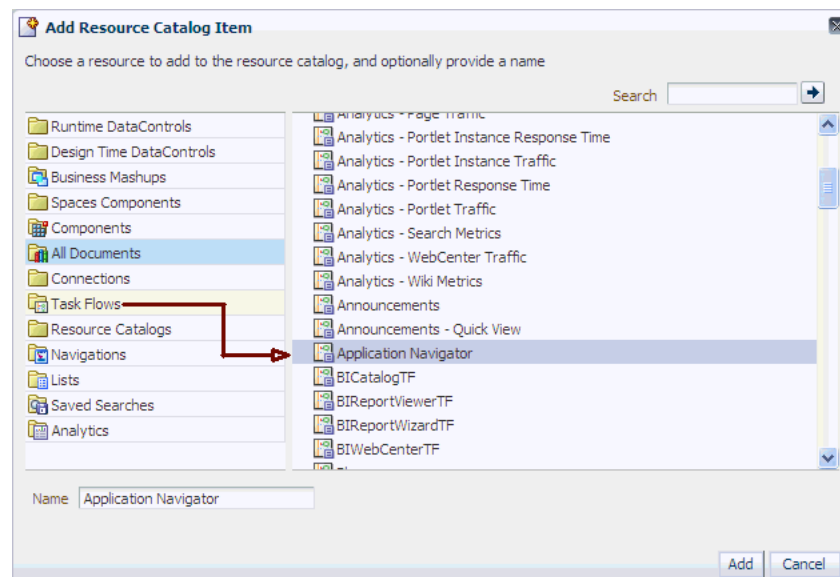 Add Resource Catalog Item
Choose a resource to add to the resource catalog, and optionally provide a name
Search
Runtime DataControls
Design Time DataControls
Business Mashups
Spaces Components
Components
All Documents
Connections
Task Flows
Resource Catalogs
Navigations
Lists
Saved Searches
Analytics
Analytics - Page Traffic
Analytics - Portlet Instance Response Time
Analytics - Portlet Instance Traffic
Analytics - Portlet Response Time
Analytics - Portlet Traffic
Analytics - Search Metrics
Analytics - WebCenter Traffic
Analytics - Wiki Metrics
Announcements
Announcements - Quick View
Application Navigator
BICatalogTF
BIReportViewerTF
BIReportWizardTF
BIWebCenterTF
Name Application Navigator
Add Cancel